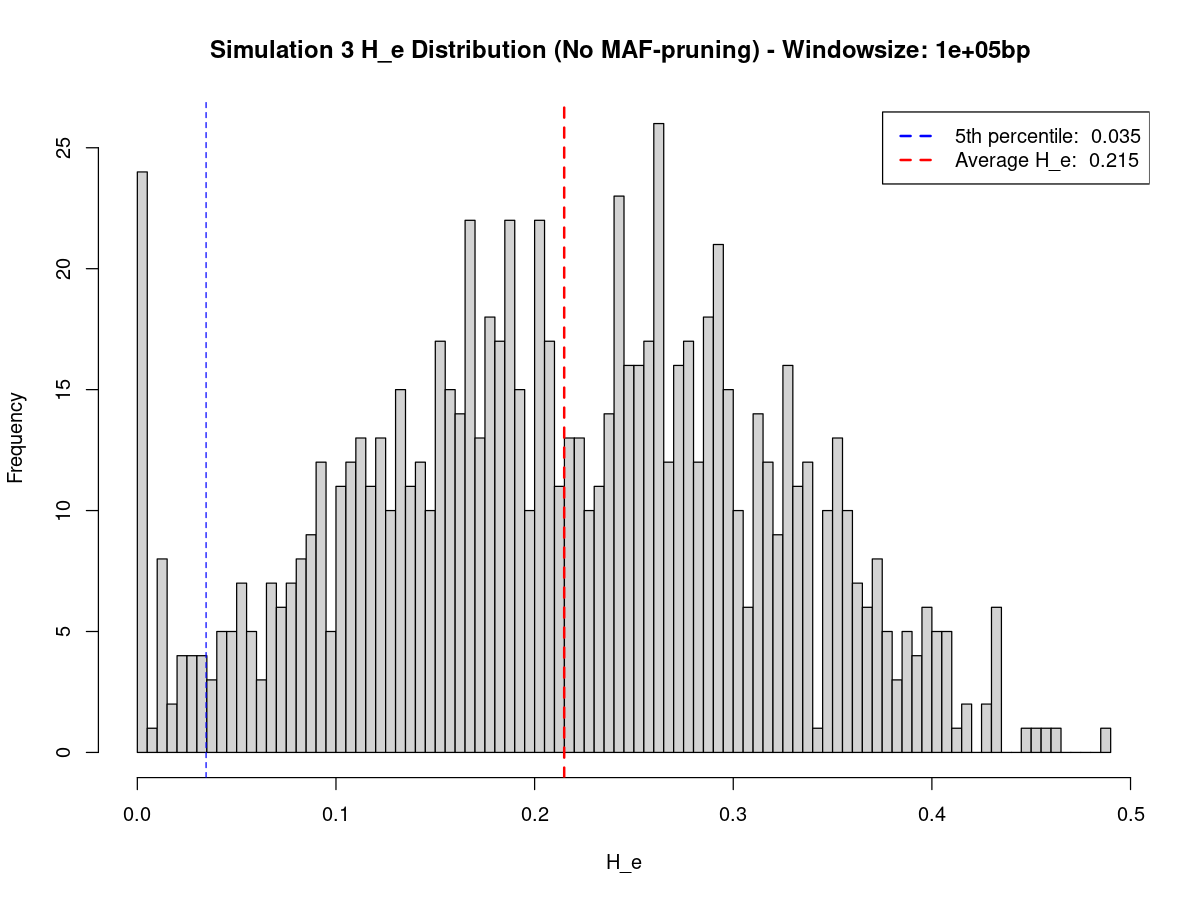 Simulation 3 H_e Distribution (No MAF-pruning) - Windowsize: 1e+05bp
5th percentile:  0.035
Average H_e:  0.215
Frequency
25
20
15
10
5
0
0.0 0.1 0.2 0.3 0.4 0.5
H_e